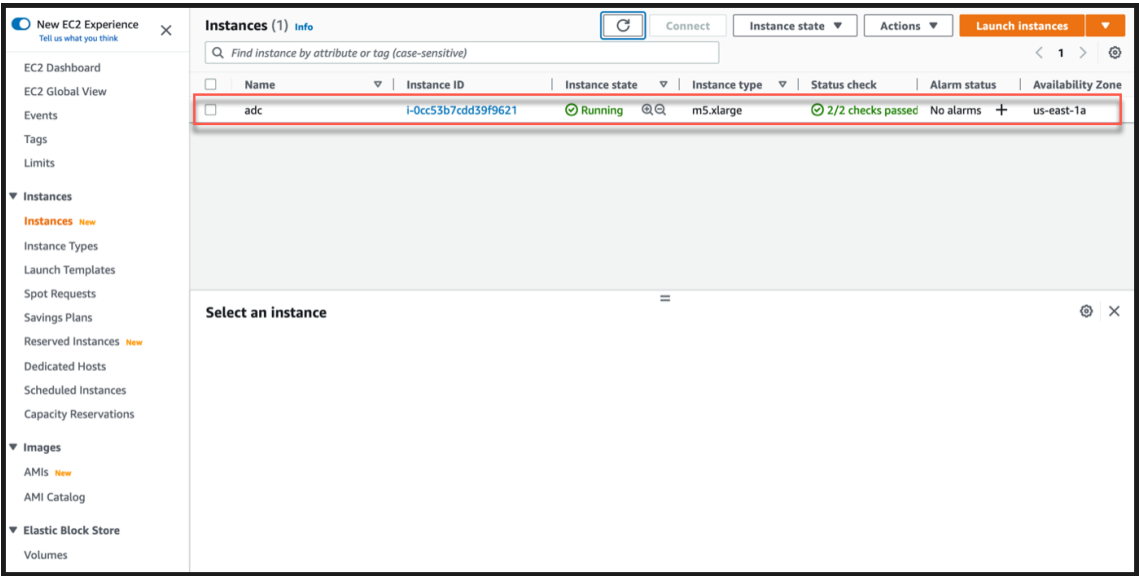 New EC2 Experience
Tell us what you think
EC2 Dashboard
EC2 Global View
Events
Tags
Limits
Instances
Instances New
Instance Types
Launch Templates
Spot Requests
Savings Plans
Reserved Instances New
Dedicated Hosts
Scheduled Instances
Capacity Reservations
Images
AMIs New
AMI Catalog
Elastic Block Store
Volumes
Instances (1) Info
Connect
Instance state
Actions
Launch instances
Find instance by attribute or tag (case-sensitive)
1
Name Instance ID Instance state Instance type Status check Alarm status Availability Zone
adc i-0cc53b7cdd39f9621 Running m5.xlarge 2/2 checks passed No alarms + us-east-1a
Select an instance